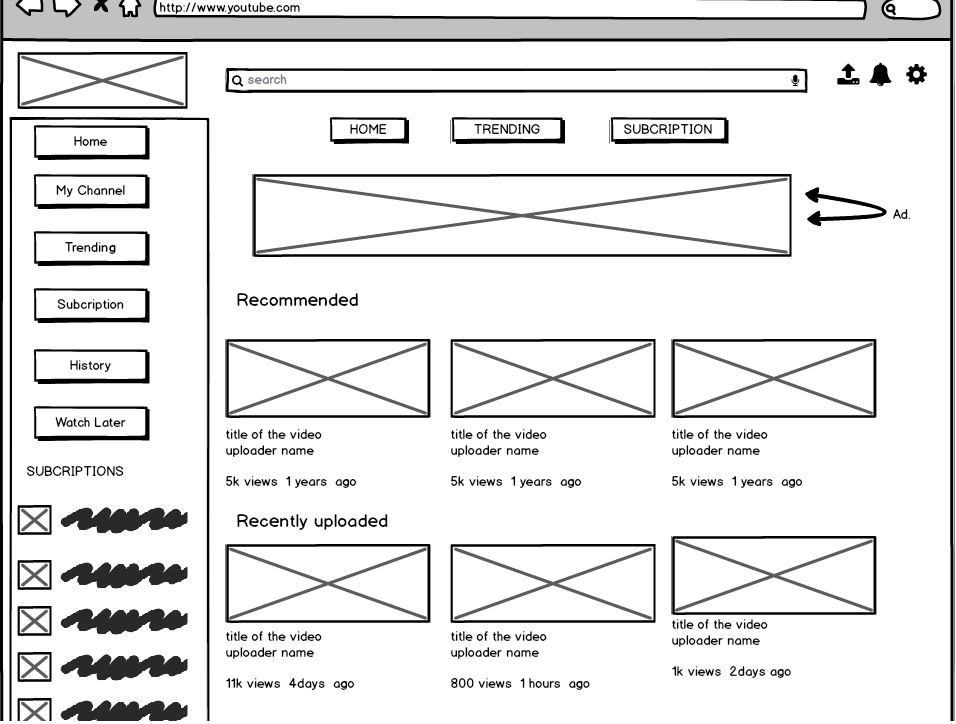 http://www.youtube.com
search
HOME TRENDING SUBCRIPTION
Home
My Channel
Trending
Subcription
History
Watch Later
SUBCRIPTIONS
Ad.
Recommended
title of the video title of the video title of the video
uploader name uploader name uploader name
5k views 1 years ago 5k views 1 years ago 5k views 1 years ago
Recently uploaded
title of the video title of the video title of the video
uploader name uploader name uploader name
11k views 4days ago 800 views 1 hours ago 1k views 2days ago